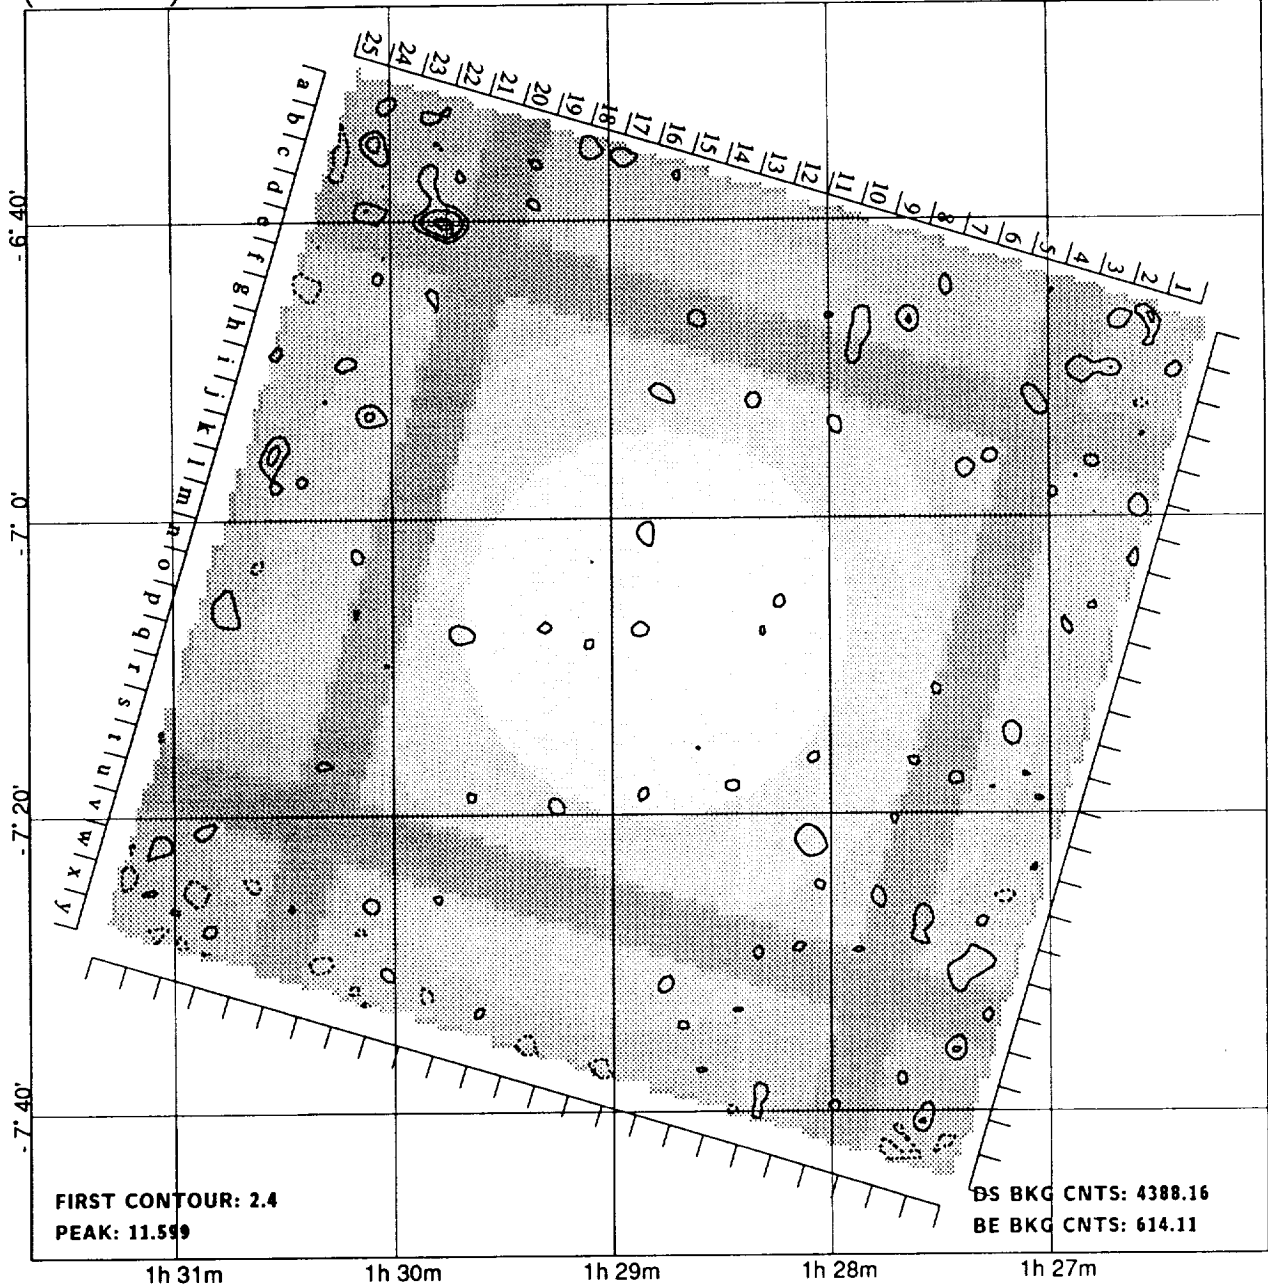 25 24 23 22 21 20 19 18 17 16 15 14 13 12 11 10 9 8 7 6 5 4 3 2 1
a b c d e f g h i j k l m n o p q r s t u v w x y
-6° 40'
-7° 0'
-7° 20'
-7° 40'
FIRST CONTOUR: 2.4
PEAK: 11.599
DS BKG CNTS: 4388.16
BE BKG CNTS: 614.11
1h 31m 1h 30m 1h 29m 1h 28m 1h 27m